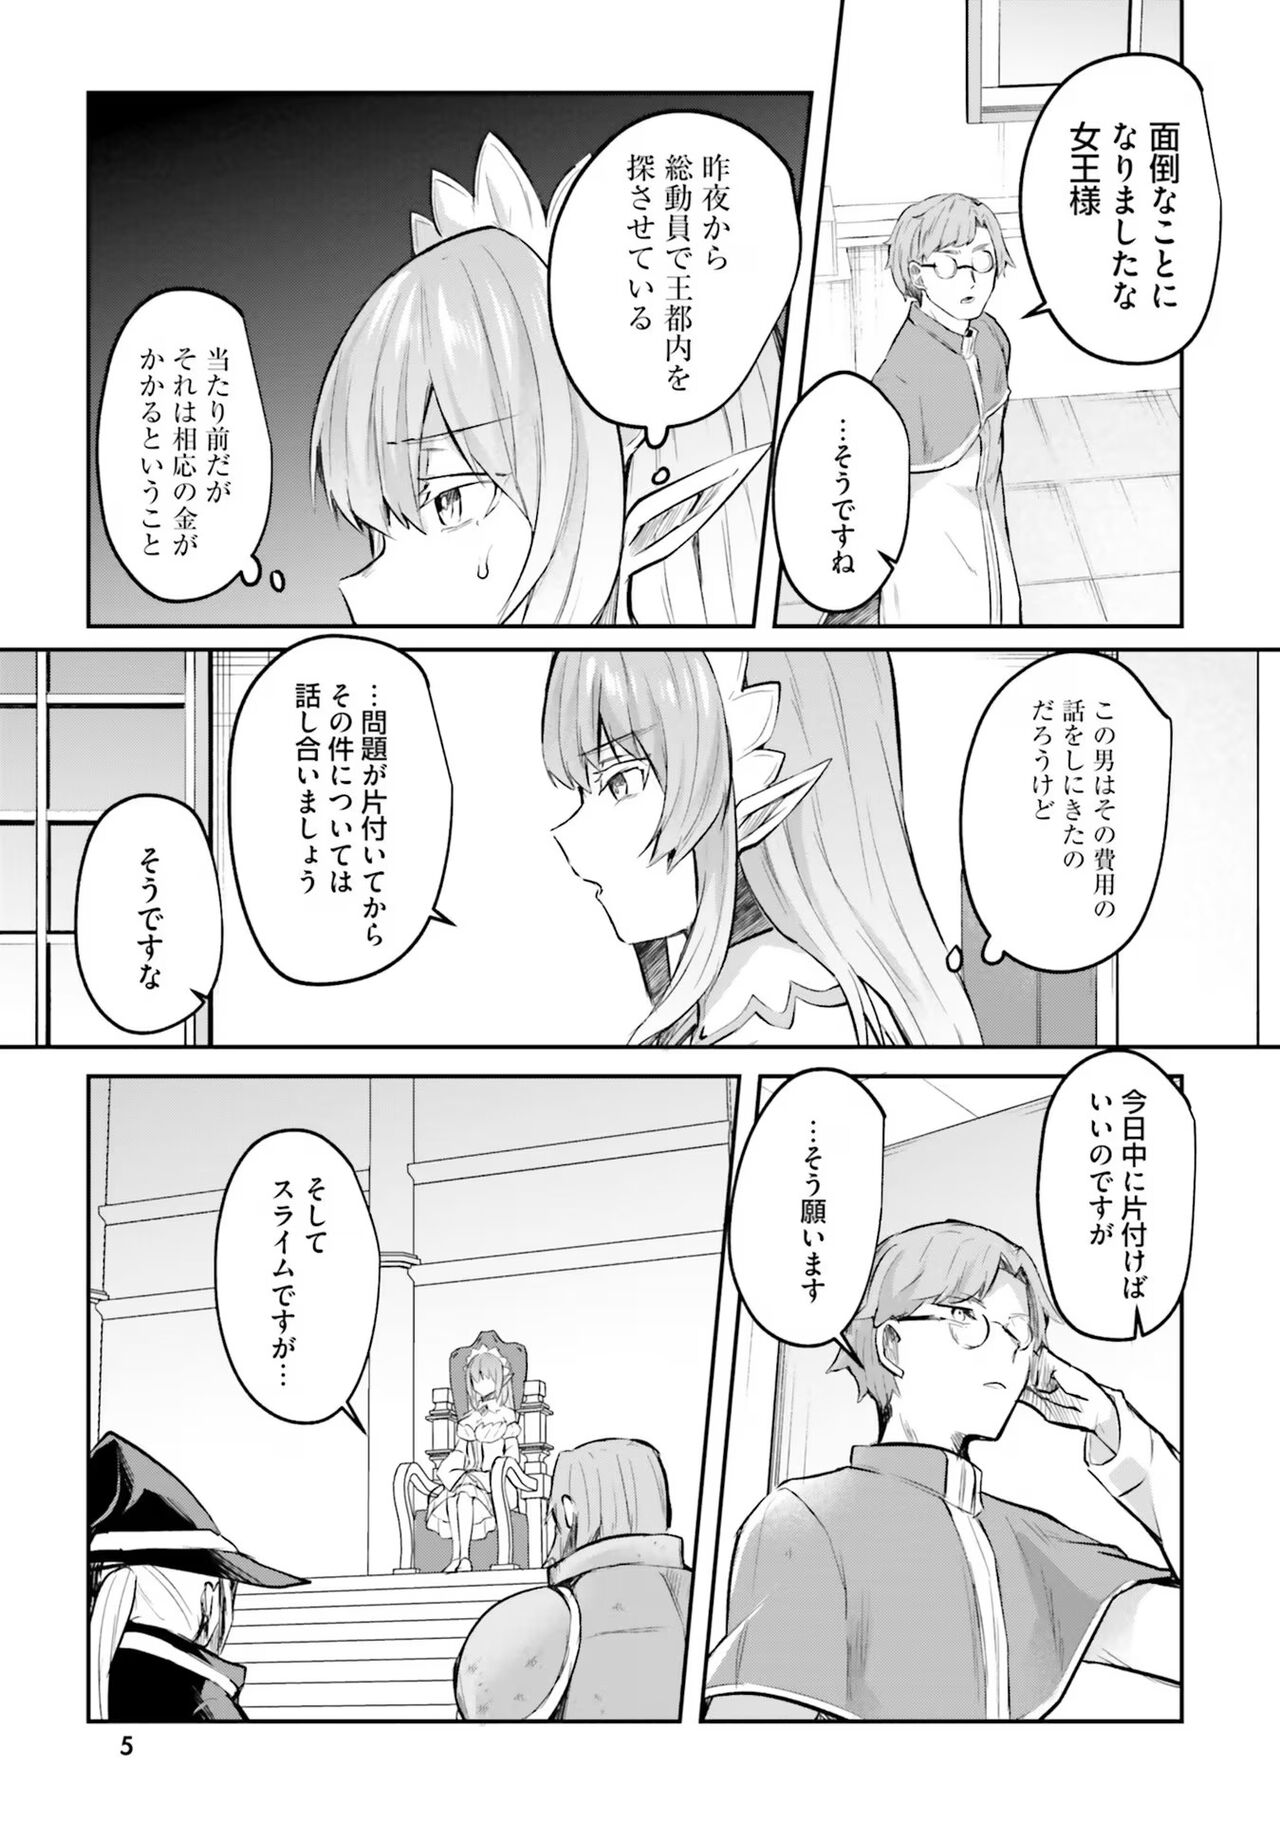 面倒なことに
なりましたな
女王様
…そうですね
昨夜から
総動員で王都内を
探させている
当たり前だが
それは相応の金が
かかるということ
この男はその費用の
話をしにきたの
だろうけど
…問題が片付いてから
その件については
話し合いましょう
そうですな
今日中に片付けば
いいのですが
…そう願います
そして
スライムですが…
5